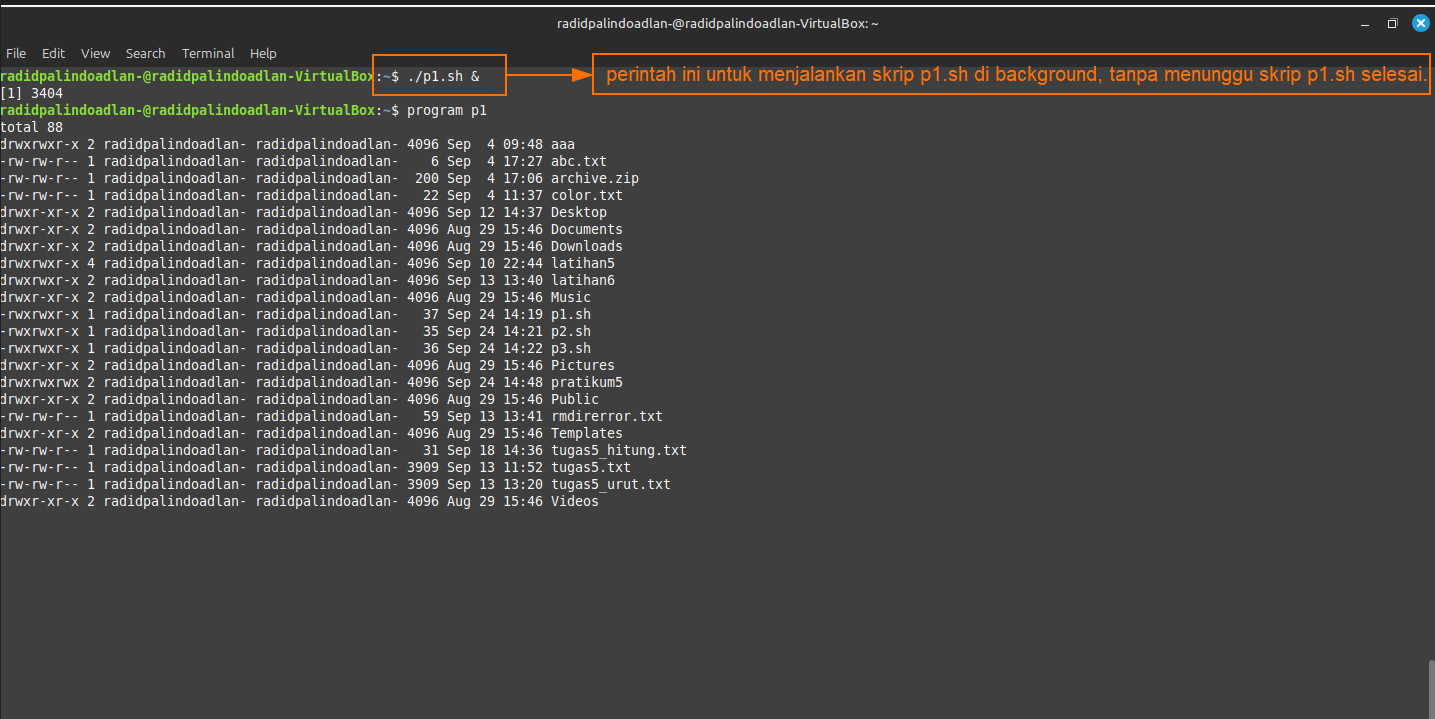 radidpalindoadlan-@radidpalindoadlan-VirtualBox: ~
File Edit View Search Terminal Help
radidpalindoadlan-@radidpalindoadlan-VirtualBox:~$ ./p1.sh & perintah ini untuk menjalankan skrip p1.sh di background, tanpa menunggu skrip p1.sh selesai.
[1] 3404
radidpalindoadlan-@radidpalindoadlan-VirtualBox:~$ program p1
total 88
drwxrwxr-x 2 radidpalindoadlan- radidpalindoadlan- 4096 Sep  4 09:48 aaa
-rw-rw-r-- 1 radidpalindoadlan- radidpalindoadlan-    6 Sep  4 17:27 abc.txt
-rw-rw-r-- 1 radidpalindoadlan- radidpalindoadlan-  200 Sep  4 17:06 archive.zip
-rw-rw-r-- 1 radidpalindoadlan- radidpalindoadlan-   22 Sep  4 11:37 color.txt
drwxr-xr-x 2 radidpalindoadlan- radidpalindoadlan- 4096 Sep 12 14:37 Desktop
drwxr-xr-x 2 radidpalindoadlan- radidpalindoadlan- 4096 Aug 29 15:46 Documents
drwxr-xr-x 2 radidpalindoadlan- radidpalindoadlan- 4096 Aug 29 15:46 Downloads
drwxrwxr-x 4 radidpalindoadlan- radidpalindoadlan- 4096 Sep 10 22:44 latihan5
drwxrwxr-x 2 radidpalindoadlan- radidpalindoadlan- 4096 Sep 13 13:40 latihan6
drwxr-xr-x 2 radidpalindoadlan- radidpalindoadlan- 4096 Aug 29 15:46 Music
-rwxrwxr-x 1 radidpalindoadlan- radidpalindoadlan-   37 Sep 24 14:19 p1.sh
-rwxrwxr-x 1 radidpalindoadlan- radidpalindoadlan-   35 Sep 24 14:21 p2.sh
-rwxrwxr-x 1 radidpalindoadlan- radidpalindoadlan-   36 Sep 24 14:22 p3.sh
drwxr-xr-x 2 radidpalindoadlan- radidpalindoadlan- 4096 Aug 29 15:46 Pictures
drwxrwxrwx 2 radidpalindoadlan- radidpalindoadlan- 4096 Sep 24 14:48 pratikum5
drwxr-xr-x 2 radidpalindoadlan- radidpalindoadlan- 4096 Aug 29 15:46 Public
-rw-rw-r-- 1 radidpalindoadlan- radidpalindoadlan-   59 Sep 13 13:41 rmdirerror.txt
drwxr-xr-x 2 radidpalindoadlan- radidpalindoadlan- 4096 Aug 29 15:46 Templates
-rw-rw-r-- 1 radidpalindoadlan- radidpalindoadlan-   31 Sep 18 14:36 tugas5_hitung.txt
-rw-rw-r-- 1 radidpalindoadlan- radidpalindoadlan- 3909 Sep 13 11:52 tugas5.txt
-rw-rw-r-- 1 radidpalindoadlan- radidpalindoadlan- 3909 Sep 13 13:20 tugas5_urut.txt
drwxr-xr-x 2 radidpalindoadlan- radidpalindoadlan- 4096 Aug 29 15:46 Videos